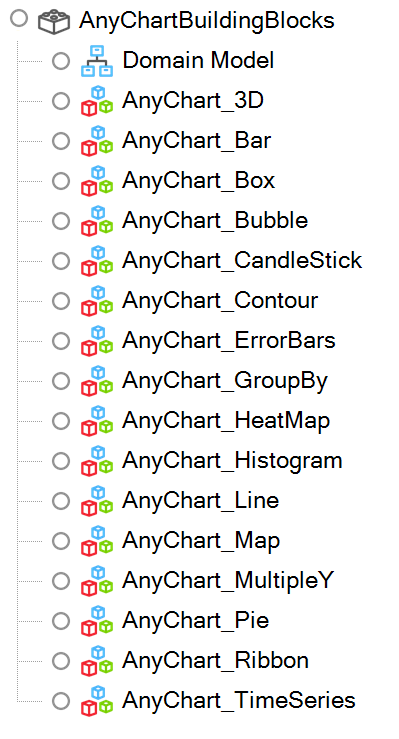 AnyChartBuildingBlocks
Domain Model
AnyChart_3D
AnyChart_Bar
AnyChart_Box
AnyChart_Bubble
AnyChart_CandleStick
AnyChart_Contour
AnyChart_ErrorBars
AnyChart_GroupBy
AnyChart_HeatMap
AnyChart_Histogram
AnyChart_Line
AnyChart_Map
AnyChart_MultipleY
AnyChart_Pie
AnyChart_Ribbon
AnyChart_TimeSeries